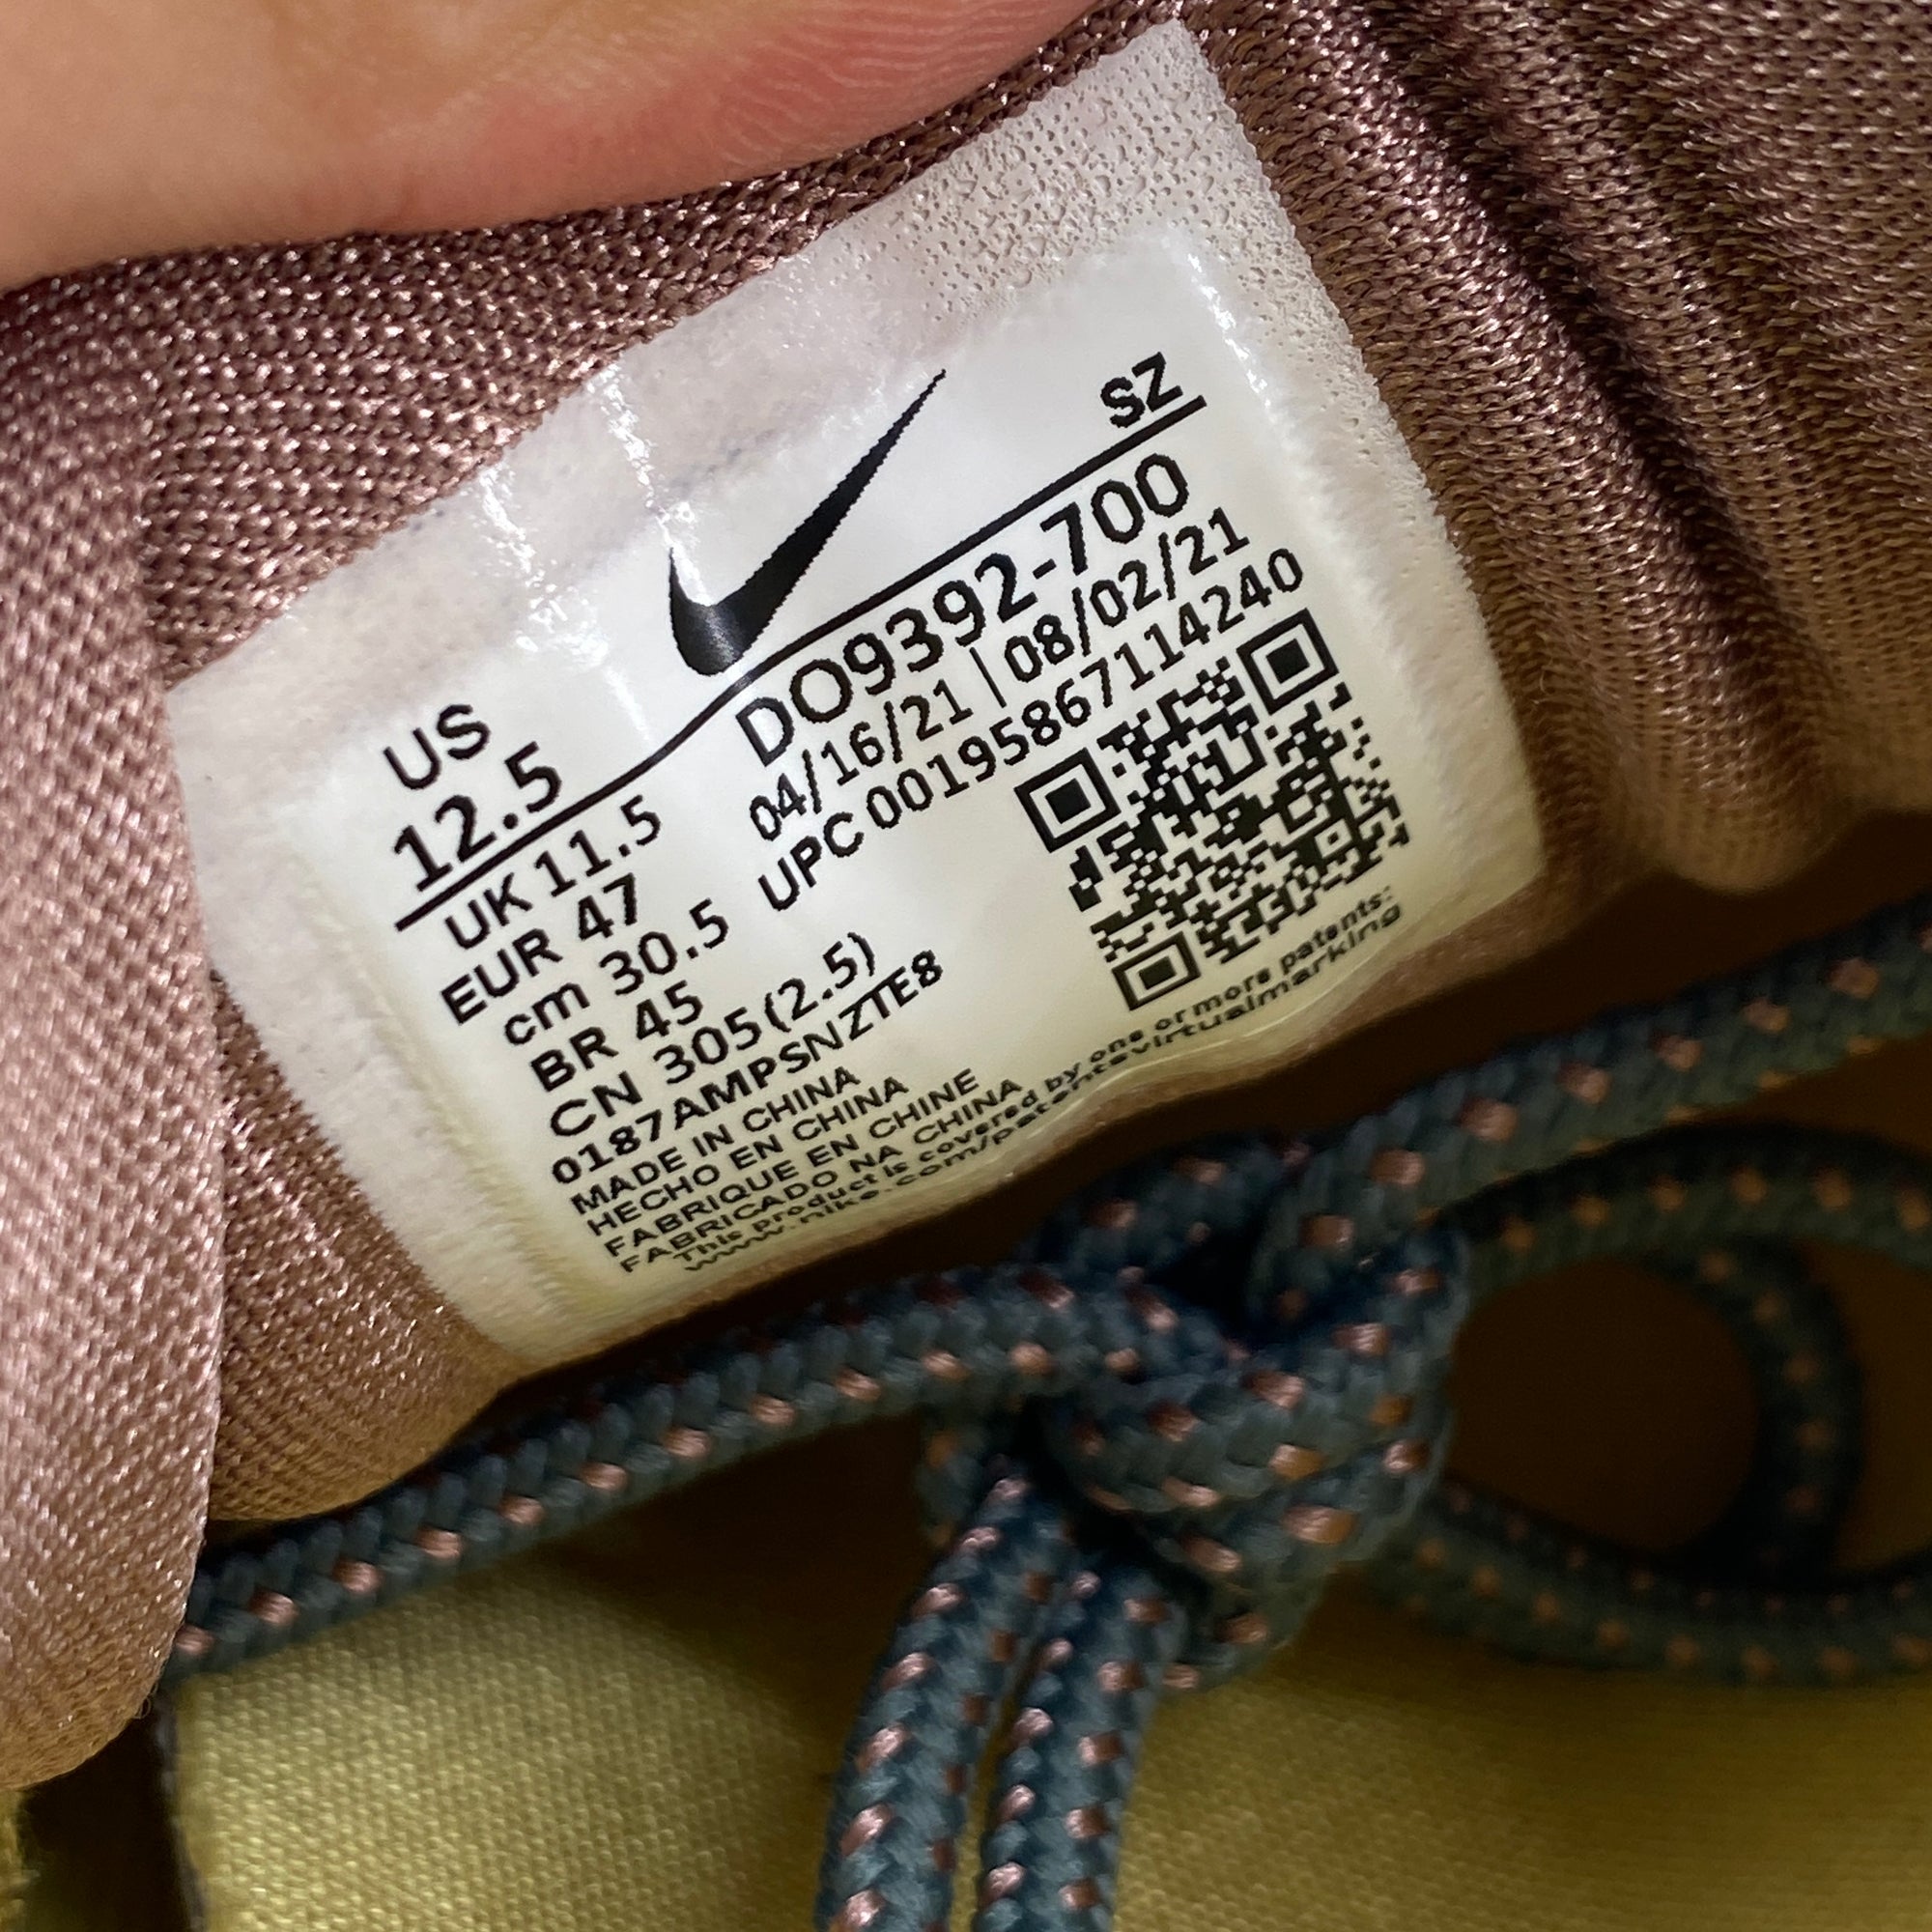 SZ
US
12.5
DO9392-700
UK 11.5
04/16/21 | 08/02/21
EUR 47
UPC 00195867114240
cm 30.5
BR 45
CN 305(2.5)
0187AMPSNZTE8
MADE IN CHINA
HECHO EN CHINA
FABRIQUE EN CHINE
FABRICADO NA CHINA
This product is covered by one or more patents:
www.nike.com/patentsvirtualmarking